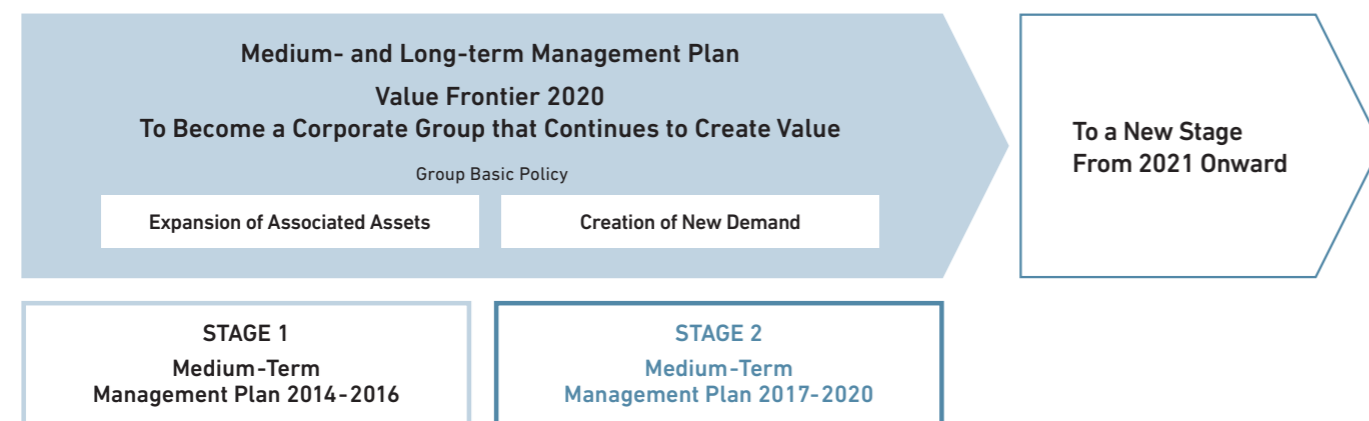 Medium- and Long-term Management Plan
Value Frontier 2020
To Become a Corporate Group that Continues to Create Value
Group Basic Policy
Expansion of Associated Assets
Creation of New Demand
To a New Stage
From 2021 Onward
STAGE 1
Medium-Term
Management Plan 2014-2016
STAGE 2
Medium-Term
Management Plan 2017-2020